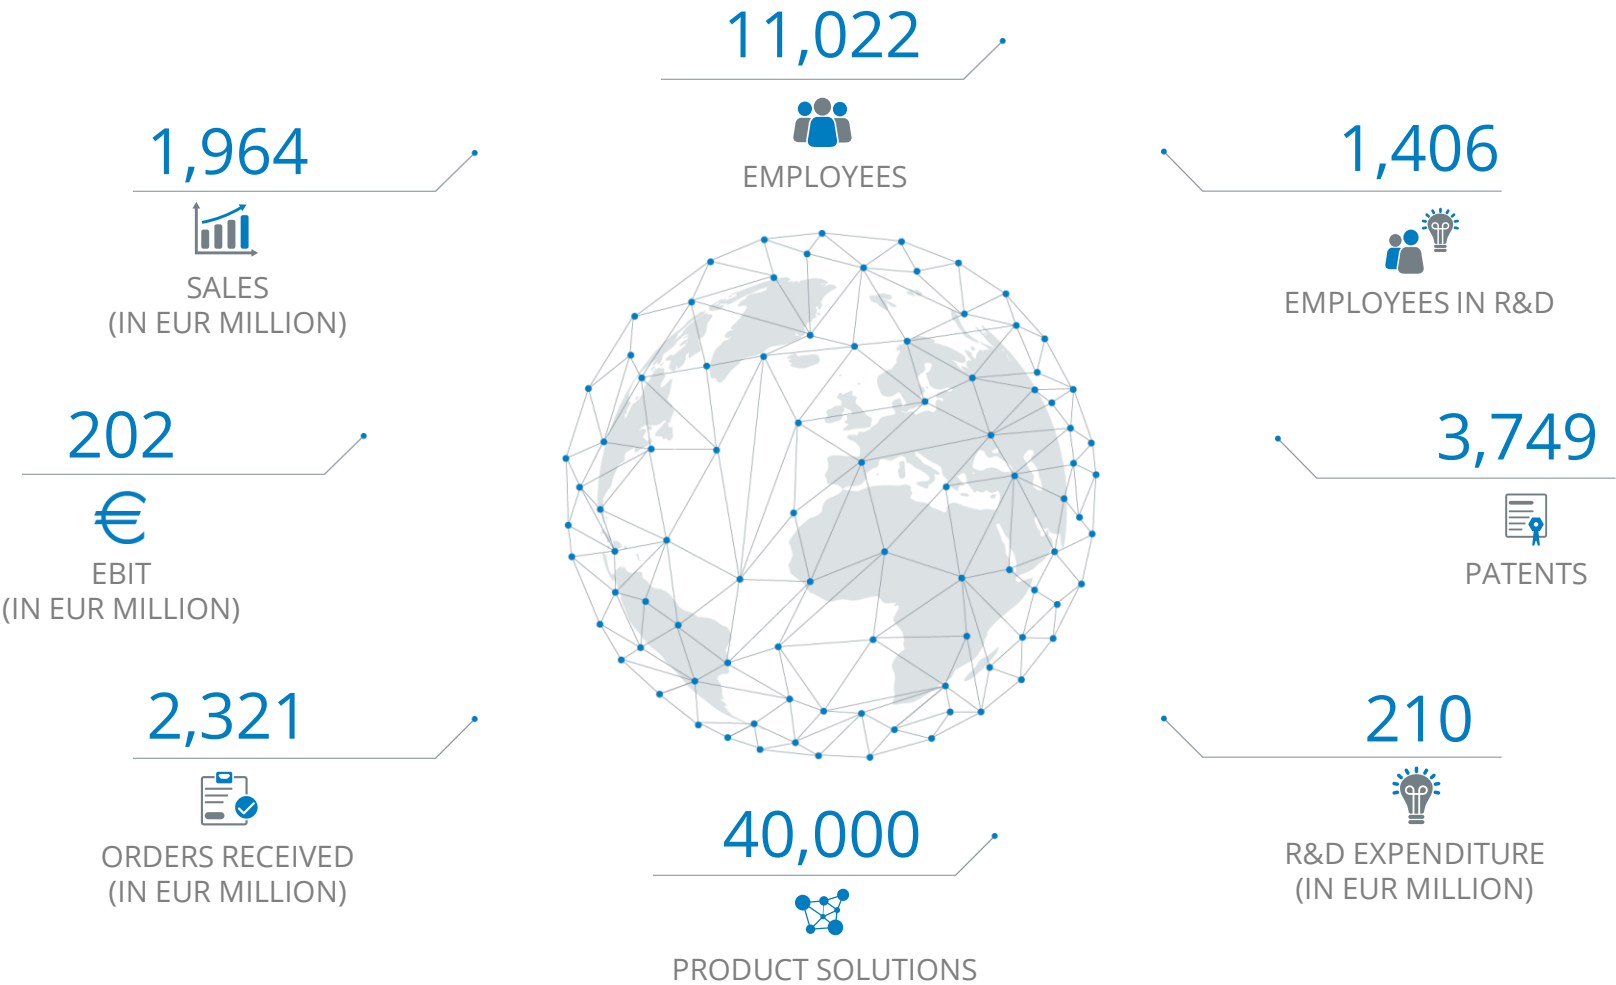 11,022
EMPLOYEES
1,964
SALES
(IN EUR MILLION)
1,406
EMPLOYEES IN R&D
202
EBIT
(IN EUR MILLION)
3,749
PATENTS
2,321
ORDERS RECEIVED
(IN EUR MILLION)
210
R&D EXPENDITURE
(IN EUR MILLION)
40,000
PRODUCT SOLUTIONS